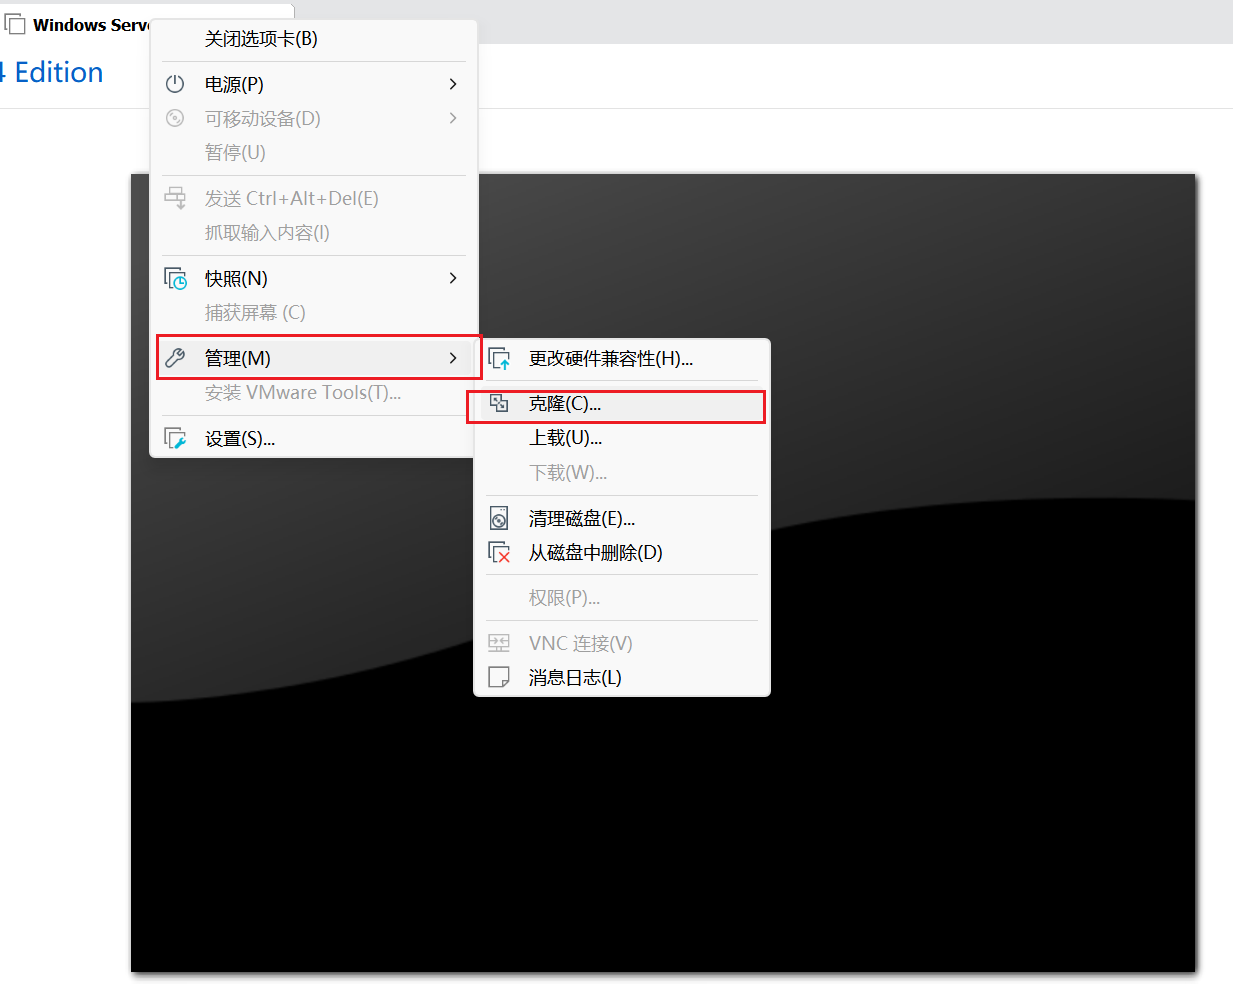 Windows Serve
4 Edition
关闭选项卡(B)
电源(P)
可移动设备(D)
暂停(U)
发送 Ctrl+Alt+Del(E)
抓取输入内容(I)
快照(N)
捕获屏幕 (C)
管理(M)
安装 VMware Tools(T)...
设置(S)...
更改硬件兼容性(H)...
克隆(C)...
上载(U)...
下载(W)...
清理磁盘(E)...
从磁盘中删除(D)
权限(P)...
VNC 连接(V)
消息日志(L)